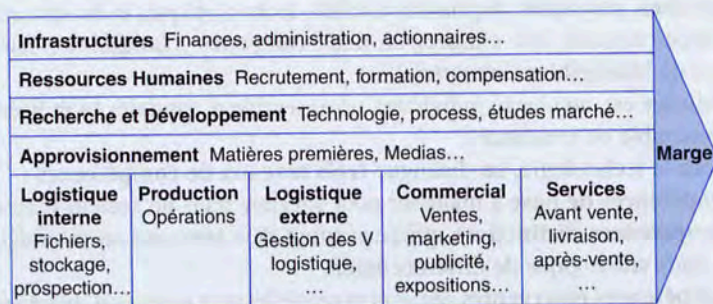 Infrastructures Finances, administration, actionnaires...
Ressources Humaines Recrutement, formation, compensation...
Recherche et Développement Technologie, process, études marché...
Approvisionnement Matières premières, Medias...
Marge
Logistique
interne
Fichiers,
stockage,
prospection...
Production
Opérations
Logistique
externe
Gestion des V
logistique,
...
Commercial
Ventes,
marketing,
publicité,
expositions...
Services
Avant vente,
livraison,
après-vente,
...